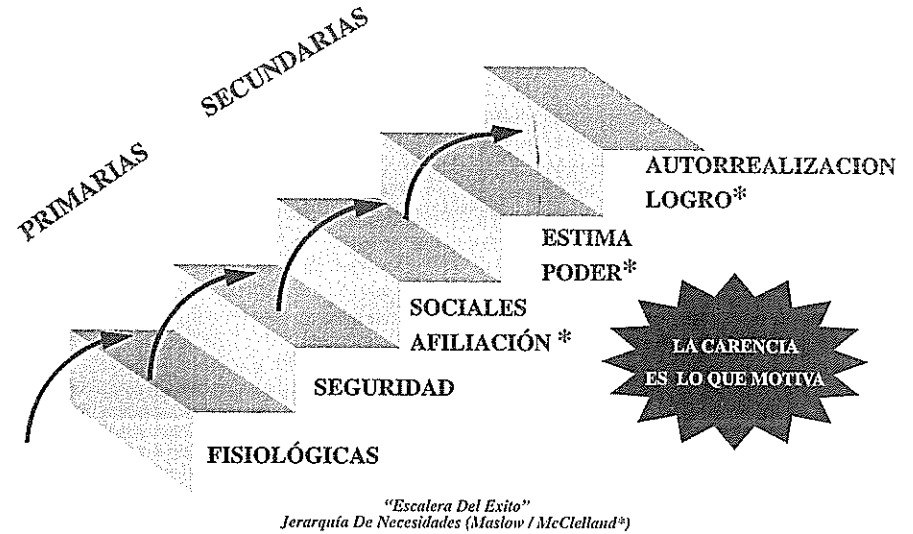 PRIMARIAS
SECUNDARIAS
AUTORREALIZACION
LOGRO*
ESTIMA
PODER*
SOCIALES
AFILIACIÓN *
SEGURIDAD
FISIOLÓGICAS
LA CARENCIA
ES LO QUE MOTIVA
"Escalera Del Exito"
Jerarquía De Necesidades (Maslow / McClelland*)